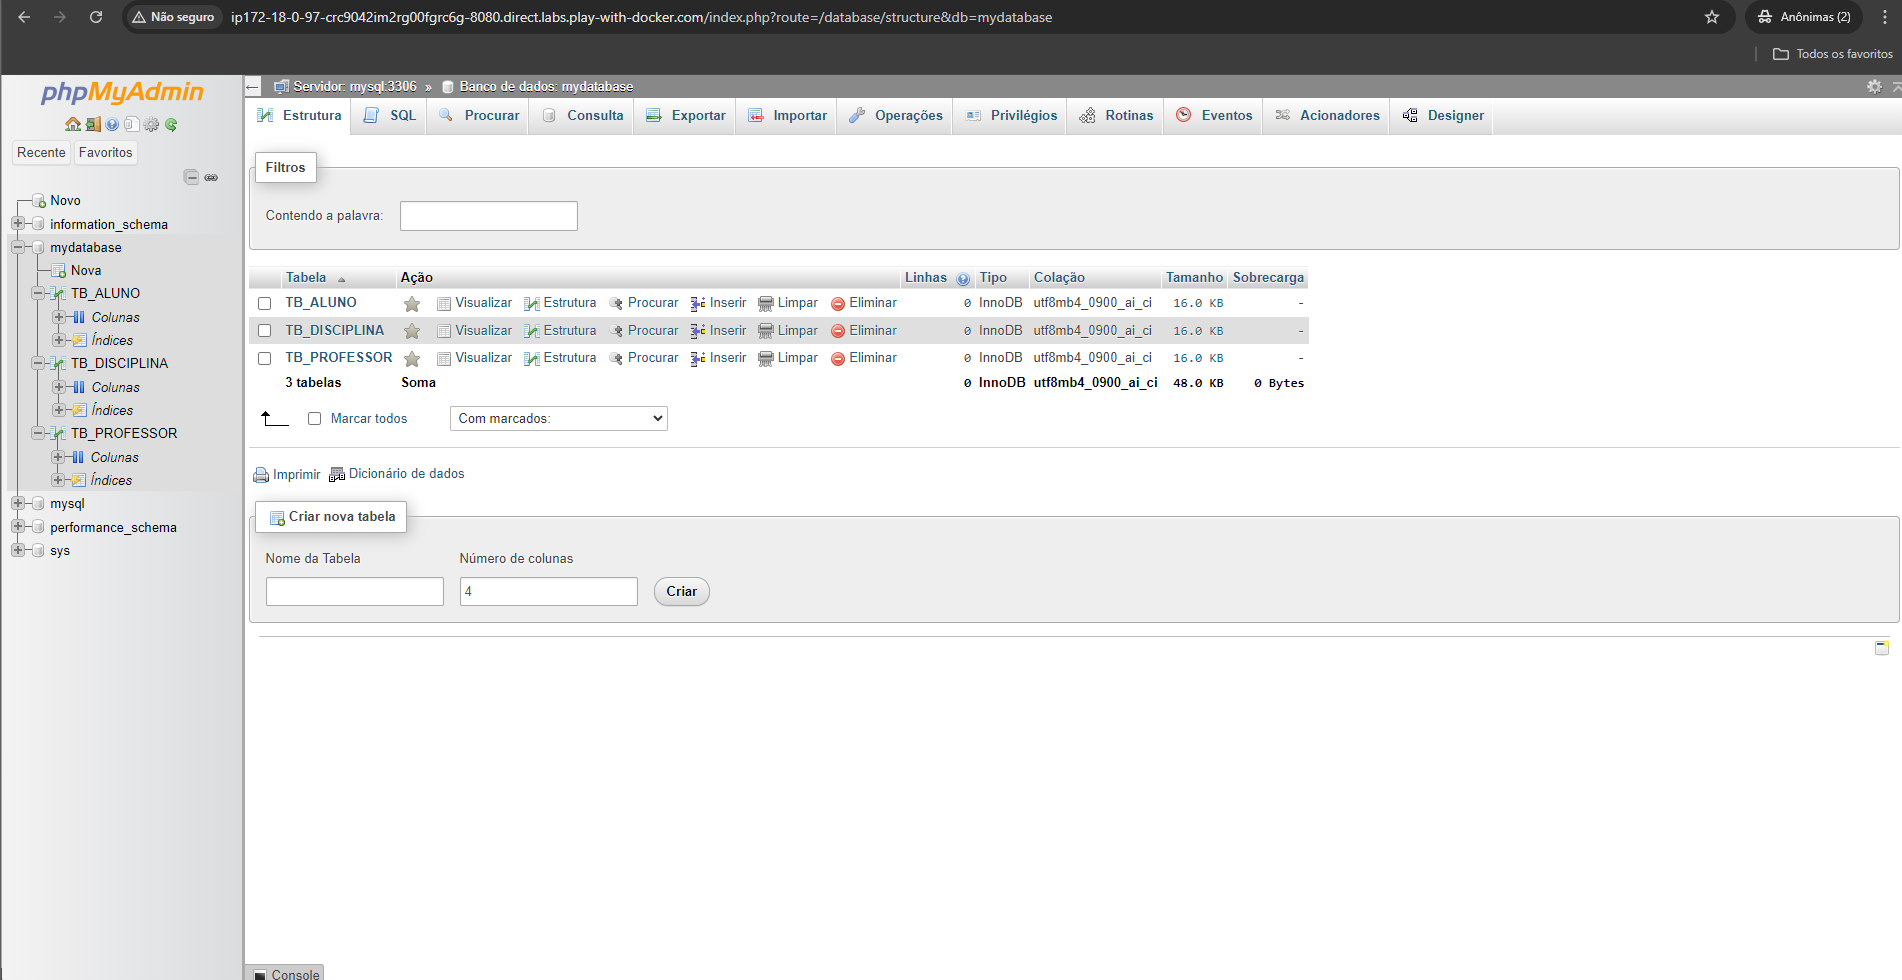 Não seguro
ip172-18-0-97-crc9042im2rg00fgrc6g-8080.direct.labs.play-with-docker.com/index.php?route=/database/structure&db=mydatabase
Anônimas (2)
Todos os favoritos
phpMyAdmin
Recente Favoritos
Novo
information_schema
mydatabase
Nova
TB_ALUNO
Colunas
Índices
TB_DISCIPLINA
Colunas
Índices
TB_PROFESSOR
Colunas
Índices
mysql
performance_schema
sys
Servidor: mysql:3306 » Banco de dados: mydatabase
Estrutura SQL Procurar Consulta Exportar Importar Operações Privilégios Rotinas Eventos Acionadores Designer
Filtros
Contendo a palavra:
Tabela Ação Linhas Tipo Colação Tamanho Sobrecarga
TB_ALUNO Visualizar Estrutura Procurar Inserir Limpar Eliminar 0 InnoDB utf8mb4_0900_ai_ci 16.0 KB -
TB_DISCIPLINA Visualizar Estrutura Procurar Inserir Limpar Eliminar 0 InnoDB utf8mb4_0900_ai_ci 16.0 KB -
TB_PROFESSOR Visualizar Estrutura Procurar Inserir Limpar Eliminar 0 InnoDB utf8mb4_0900_ai_ci 16.0 KB -
3 tabelas Soma 0 InnoDB utf8mb4_0900_ai_ci 48.0 KB 0 Bytes
Marcar todos Com marcados:
Imprimir Dicionário de dados
Criar nova tabela
Nome da Tabela Número de colunas
4 Criar
Console